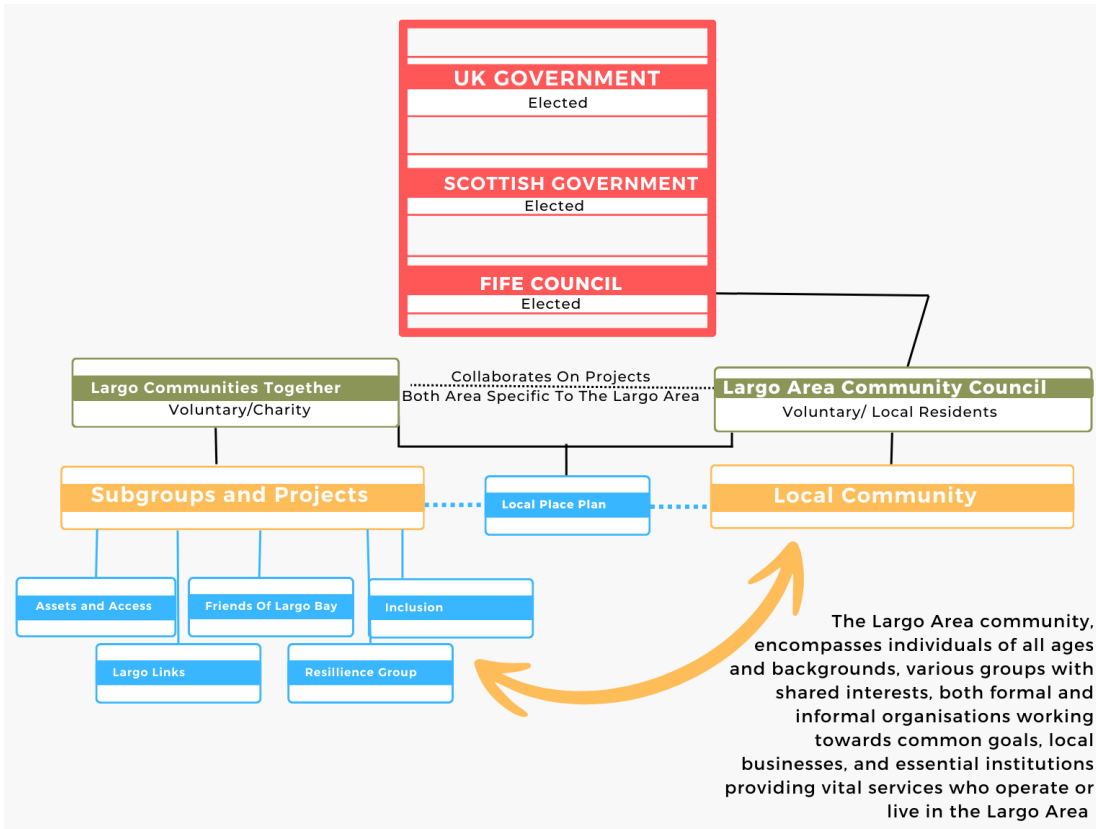 UK GOVERNMENT
Elected
SCOTTISH GOVERNMENT
Elected
FIFE COUNCIL
Elected
Largo Communities Together
Voluntary/Charity
Collaborates On Projects
Both Area Specific To The Largo Area
Largo Area Community Council
Voluntary/ Local Residents
Subgroups and Projects
Local Place Plan
Local Community
Assets and Access
Friends Of Largo Bay
Inclusion
Largo Links
Resillience Group
The Largo Area community,
encompasses individuals of all ages
and backgrounds, various groups with
shared interests, both formal and
informal organisations working
towards common goals, local
businesses, and essential institutions
providing vital services who operate or
live in the Largo Area